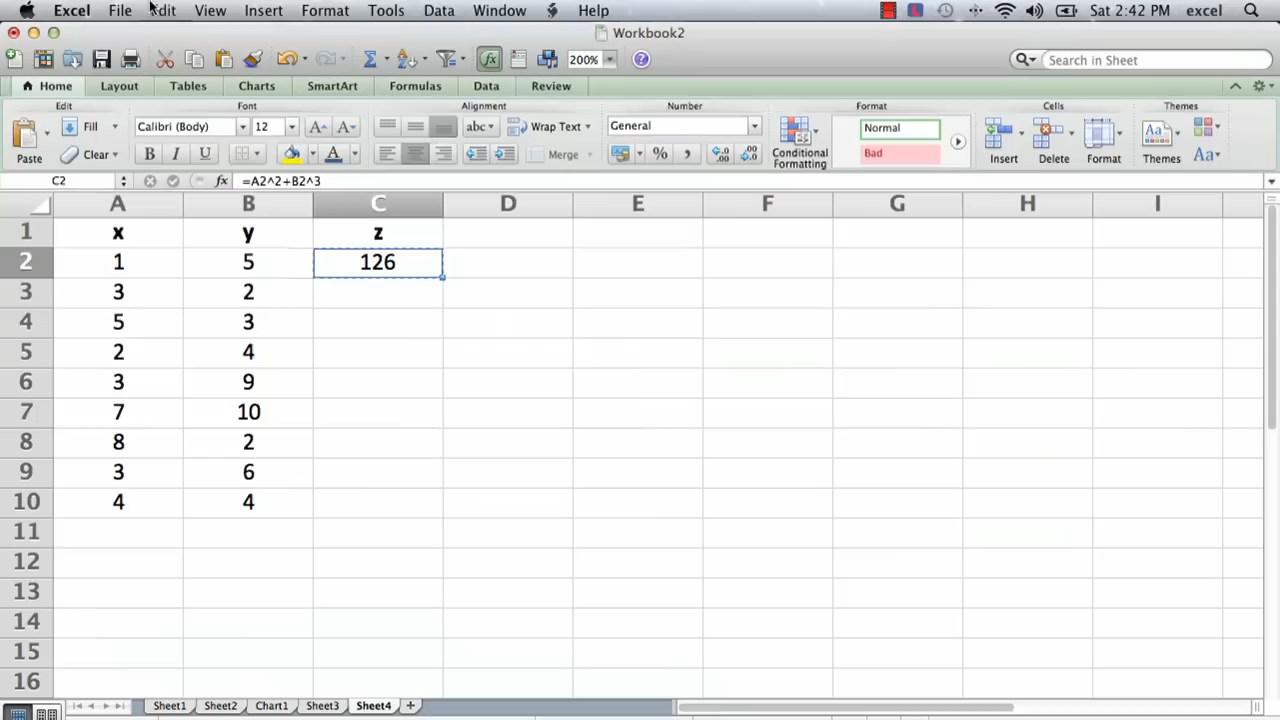 Excel File Edit View Insert Format Tools Data Window Help Sat 2:42 PM excel
Workbook2
200% Search in Sheet
Home Layout Tables Charts SmartArt Formulas Data Review
Edit Font Alignment Number Format Cells Themes
Fill Calibri (Body) 12 A A abc Wrap Text General Normal
Paste Clear B I U A Merge % , .0 .00 .00 .0 Conditional Formatting Bad Insert Delete Format Themes Aa
C2 fx =A2^2+B2^3
A B C D E F G H I
1 x y z
2 1 5 126
3 3 2
4 5 3
5 2 4
6 3 9
7 7 10
8 8 2
9 3 6
10 4 4
11
12
13
14
15
16
Sheet1 Sheet2 Chart1 Sheet3 Sheet4 +